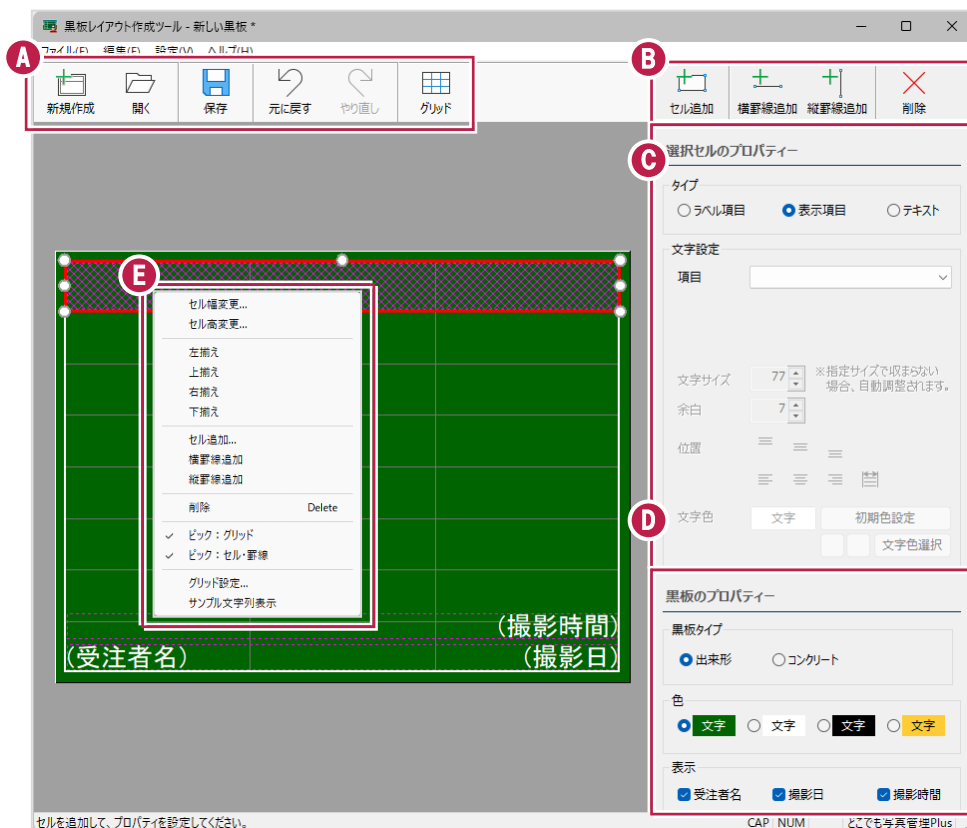 黒板レイアウト作成ツール - 新しい黒板 *
ファイル(F) 編集(E) 設定(V) ヘルプ(H)
A
新規作成 開く 保存 元に戻す やり直し グリッド
B
セル追加 横罫線追加 縦罫線追加 削除
C
選択セルのプロパティー
タイプ
ラベル項目 表示項目 テキスト
文字設定
項目
文字サイズ 77 ※指定サイズで収まらない
場合、自動調整されます。
余白 7
位置
D
文字色 文字 初期色設定
文字色選択
黒板のプロパティー
黒板タイプ
出来形 コンクリート
色
文字 文字 文字 文字
表示
受注者名 撮影日 撮影時間
E
セル幅変更...
セル高変更...
左揃え
上揃え
右揃え
下揃え
セル追加...
横罫線追加
縦罫線追加
削除 Delete
ピック：グリッド
ピック：セル・罫線
グリッド設定...
サンプル文字列表示
(撮影時間)
(受注者名) (撮影日)
セルを追加して、プロパティを設定してください。 CAP NUM どこでも写真管理Plus